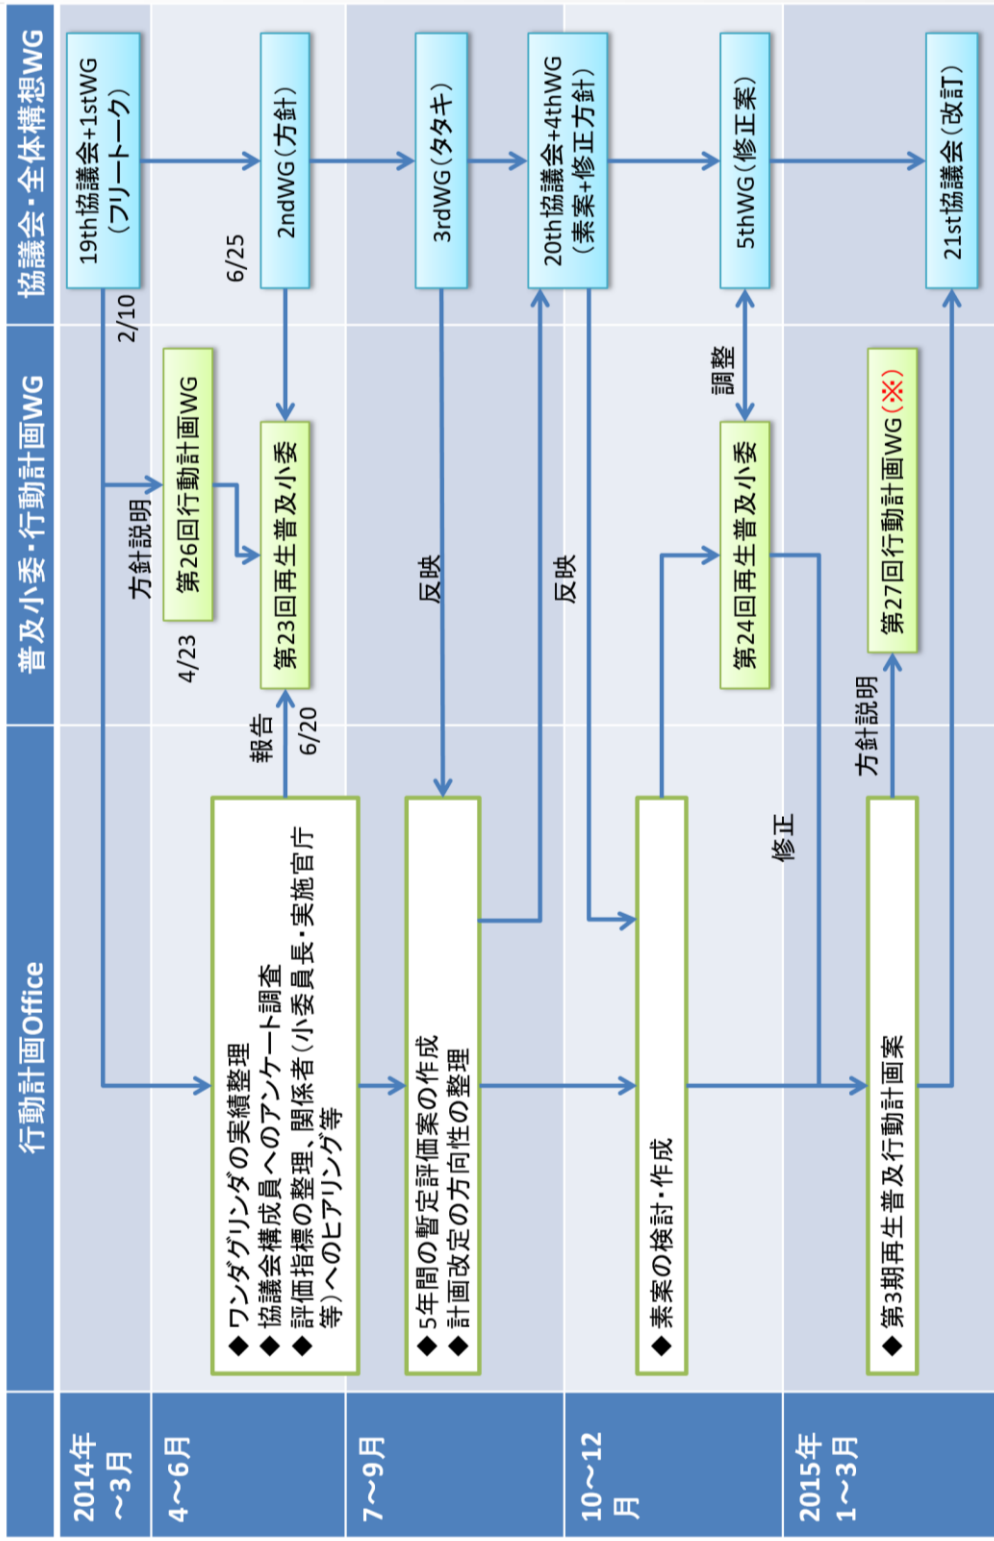 行動計画Office
普及小委・行動計画WG
協議会・全体構想WG
2014年
～3月
19th協議会+1stWG
（フリートーク）
2/10
4～6月
方針説明
第26回行動計画WG
4/23
◆ ワンダグリンダの実績整理
◆ 協議会構成員へのアンケート調査
◆ 評価指標の整理、関係者（小委員長・実施官庁
等）へのヒアリング等
報告
6/20
第23回再生普及小委
6/25
2ndWG（方針）
7～9月
◆ 5年間の暫定評価案の作成
◆ 計画改定の方向性の整理
反映
3rdWG（タタキ）
20th協議会+4thWG
（素案+修正方針）
10～12
月
反映
◆ 素案の検討・作成
第24回再生普及小委
調整
5thWG（修正案）
2015年
1～3月
修正
◆ 第3期再生普及行動計画案
方針説明
第27回行動計画WG（※）
21st協議会（改訂）